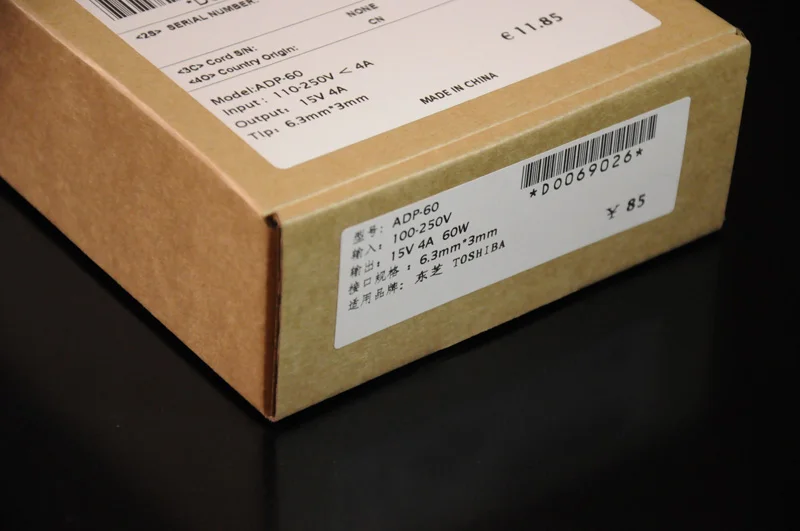 <2S> SERIAL NUMBER:
<3C> Cord S/N: NONE
<4O> Country Origin: CN
Model:ADP-60
Input: 110-250V < 4A
Output: 15V 4A
Tip: 6.3mm*3mm
MADE IN CHINA
€11.85
*D0069026*
型号: ADP-60
输入: 100-250V
输出: 15V 4A 60W
接口规格: 6.3mm*3mm
适用品牌: 东芝 TOSHIBA
¥ 85